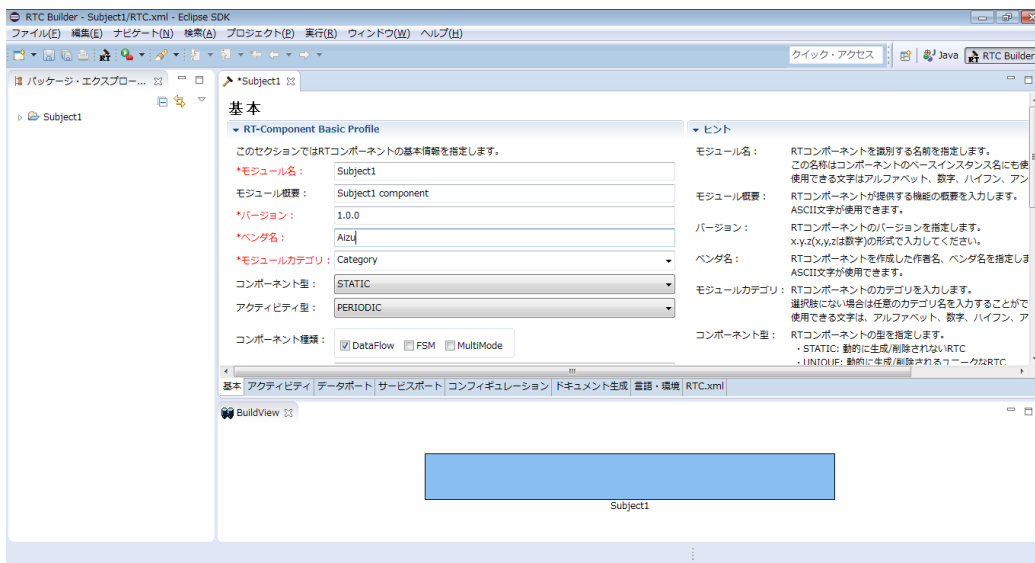 RTC Builder - Subject1/RTC.xml - Eclipse SDK
ファイル(F) 編集(E) ナビゲート(N) 検索(A) プロジェクト(P) 実行(R) ウィンドウ(W) ヘルプ(H)
クイック・アクセス
Java
RTC Builder
パッケージ・エクスプロー...
*Subject1
Subject1
基本
RT-Component Basic Profile
このセクションではRTコンポーネントの基本情報を指定します。
*モジュール名： Subject1
モジュール概要： Subject1 component
*バージョン： 1.0.0
*ベンダ名： Aizu
*モジュールカテゴリ： Category
コンポーネント型： STATIC
アクティビティ型： PERIODIC
コンポーネント種類： DataFlow FSM MultiMode
ヒント
モジュール名： RTコンポーネントを識別する名前を指定します。
この名称はコンポーネントのベースインスタンス名にも使
使用できる文字はアルファベット、数字、ハイフン、アン
モジュール概要： RTコンポーネントが提供する機能の概要を入力します。
ASCII文字が使用できます。
バージョン： RTコンポーネントのバージョンを指定します。
x.y.z(x,y,zは数字)の形式で入力してください。
ベンダ名： RTコンポーネントを作成した作者名、ベンダ名を指定しま
ASCII文字が使用できます。
モジュールカテゴリ： RTコンポーネントのカテゴリを入力します。
選択肢にない場合は任意のカテゴリ名を入力することがで
使用できる文字は、アルファベット、数字、ハイフン、ア
コンポーネント型： RTコンポーネントの型を指定します。
・STATIC: 動的に生成/削除されないRTC
・UNIQUE: 動的に生成/削除されるユニークなRTC
基本 アクティビティ データポート サービスポート コンフィギュレーション ドキュメント生成 言語・環境 RTC.xml
BuildView
Subject1